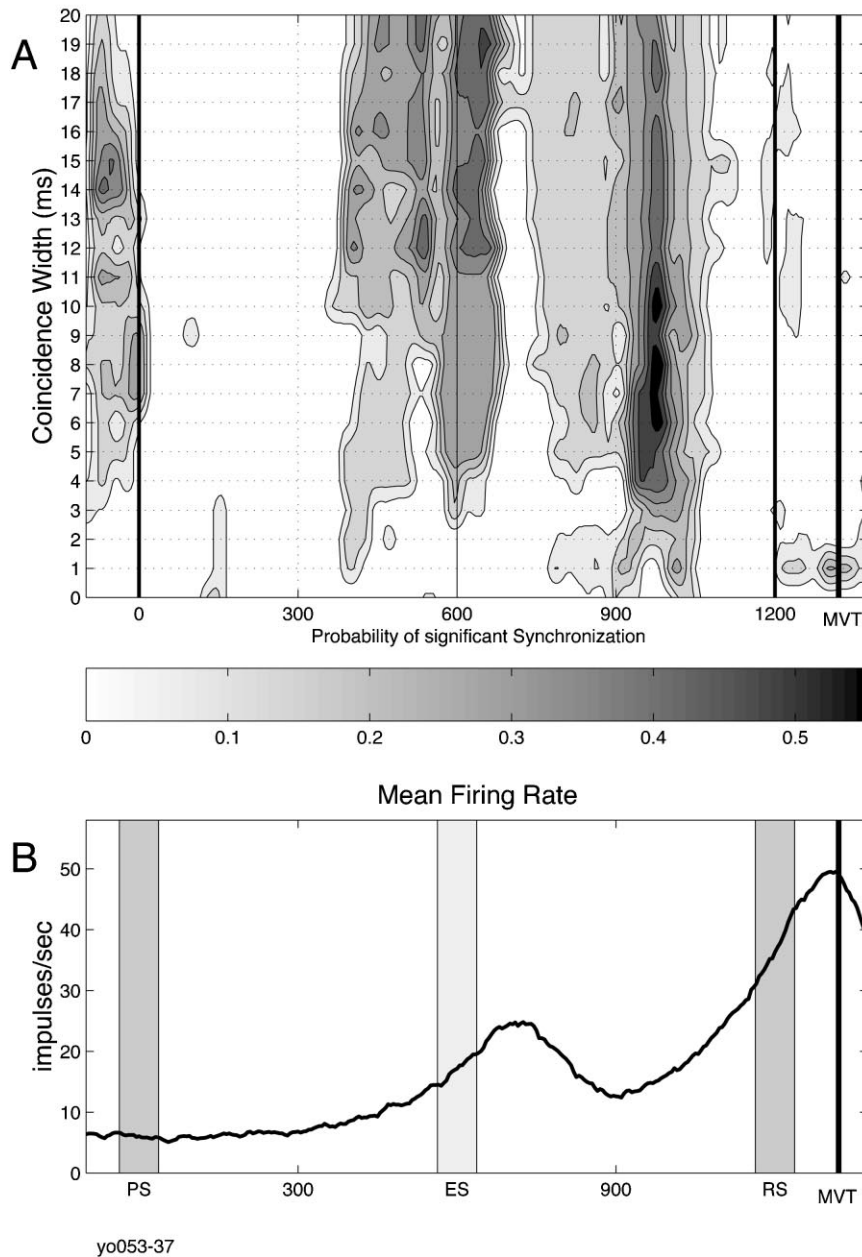 A
Coincidence Width (ms)
20
19
18
17
16
15
14
13
12
11
10
9
8
7
6
5
4
3
2
1
0
0 300 600 900 1200 MVT
Probability of significant Synchronization
0 0.1 0.2 0.3 0.4 0.5
Mean Firing Rate
B
impulses/sec
50
40
30
20
10
0
PS 300 ES 900 RS MVT
yo053-37